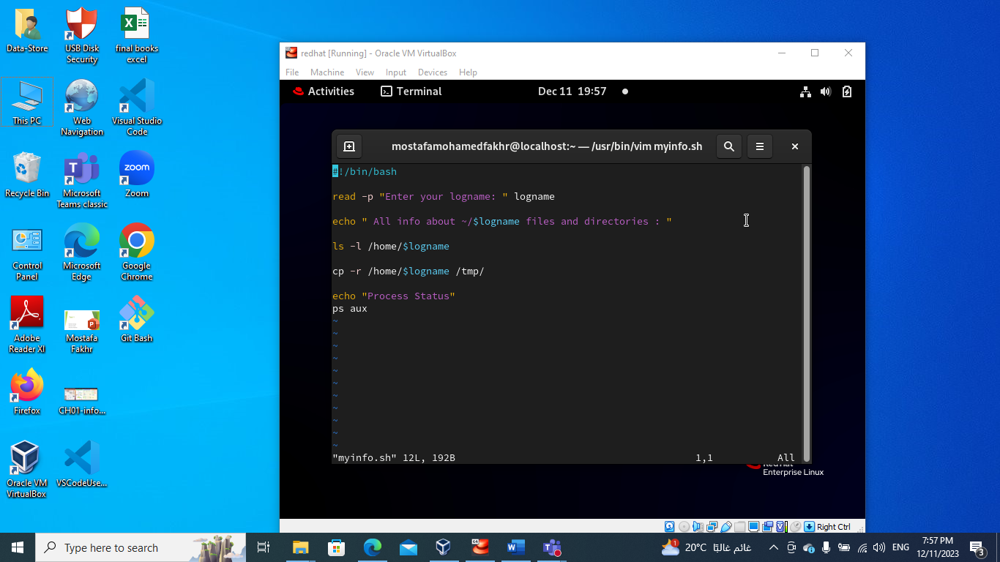 Data-Store
USB Disk
Security
final books
excel
This PC
Web
Navigation
Visual Studio
Code
Recycle Bin
Microsoft
Teams classic
zoom
Zoom
Control
Panel
Microsoft
Edge
Google
Chrome
Adobe
Reader XI
Mostafa
Fakhr
Git Bash
Firefox
CH01-info...
Oracle VM
VirtualBox
VSCodeUse...
redhat [Running] - Oracle VM VirtualBox
File Machine View Input Devices Help
Activities Terminal Dec 11 19:57
mostafamohamedfakhr@localhost:~ — /usr/bin/vim myinfo.sh
#!/bin/bash
read -p "Enter your logname: " logname
echo " All info about ~/$logname files and directories : "
ls -l /home/$logname
cp -r /home/$logname /tmp/
echo "Process Status"
ps aux
~
~
~
~
~
~
~
~
~
~
~
"myinfo.sh" 12L, 192B 1,1 All
Enterprise Linux
Right Ctrl
Type here to search
1
20°C غائم غالبًا
ENG
7:57 PM
12/11/2023
3